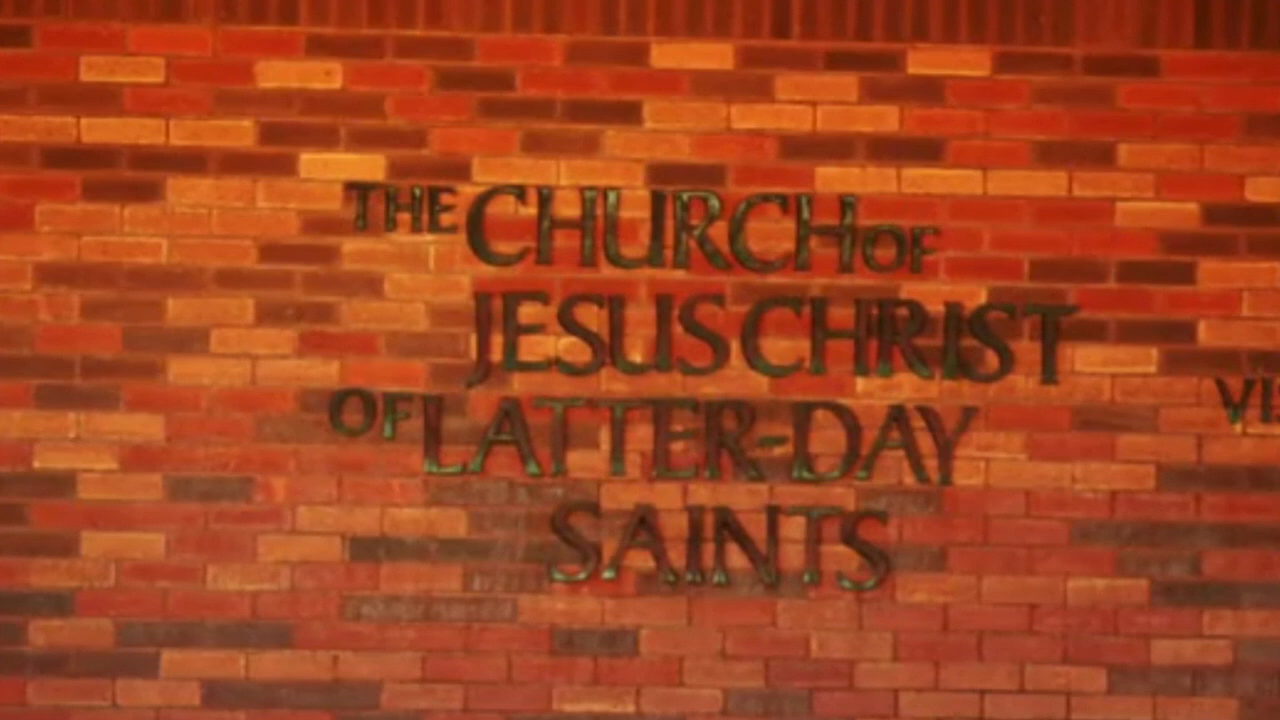 THE CHURCH OF
JESUS CHRIST
OF LATTER-DAY
SAINTS